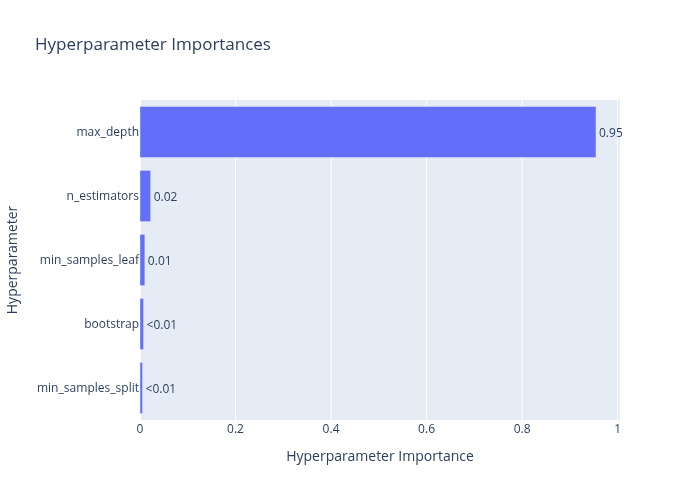 Hyperparameter Importances
max_depth 0.95
n_estimators 0.02
min_samples_leaf 0.01
bootstrap <0.01
min_samples_split <0.01
0 0.2 0.4 0.6 0.8 1
Hyperparameter Importance
Hyperparameter